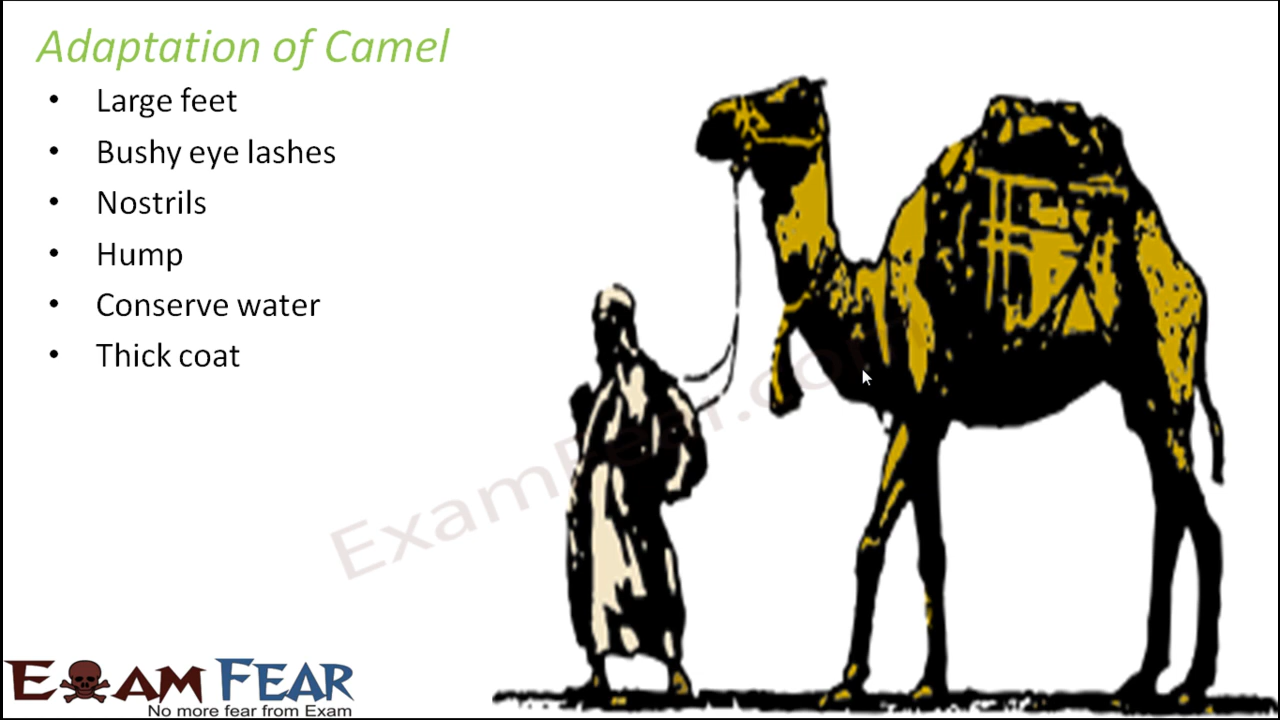 Adaptation of Camel
• Large feet
• Bushy eye lashes
• Nostrils
• Hump
• Conserve water
• Thick coat
ExamFear.com
EXAM FEAR
No more fear from Exam